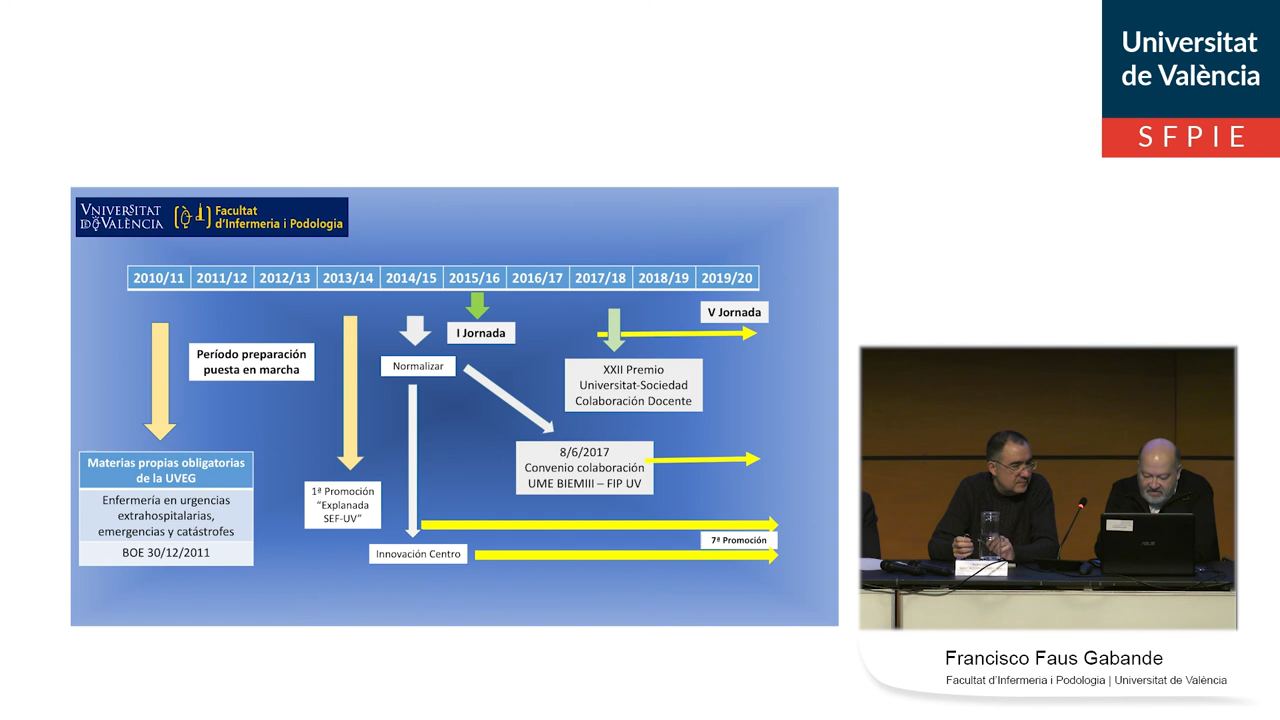 Universitat
de València
SFPIE
VNIVERSITAT
DE VALÈNCIA
Facultat
d'Infermeria i Podologia
2010/11 2011/12 2012/13 2013/14 2014/15 2015/16 2016/17 2017/18 2018/19 2019/20
V Jornada
I Jornada
Período preparación
puesta en marcha
Normalizar
XXII Premio
Universitat-Sociedad
Colaboración Docente
8/6/2017
Convenio colaboración
UME BIEMIII – FIP UV
Materias propias obligatorias
de la UVEG
Enfermería en urgencias
extrahospitalarias,
emergencias y catástrofes
BOE 30/12/2011
1ª Promoción
“Explanada
SEF-UV”
7ª Promoción
Innovación Centro
ASUS
Francisco Faus Gabande
Facultat d'Infermeria i Podologia | Universitat de València